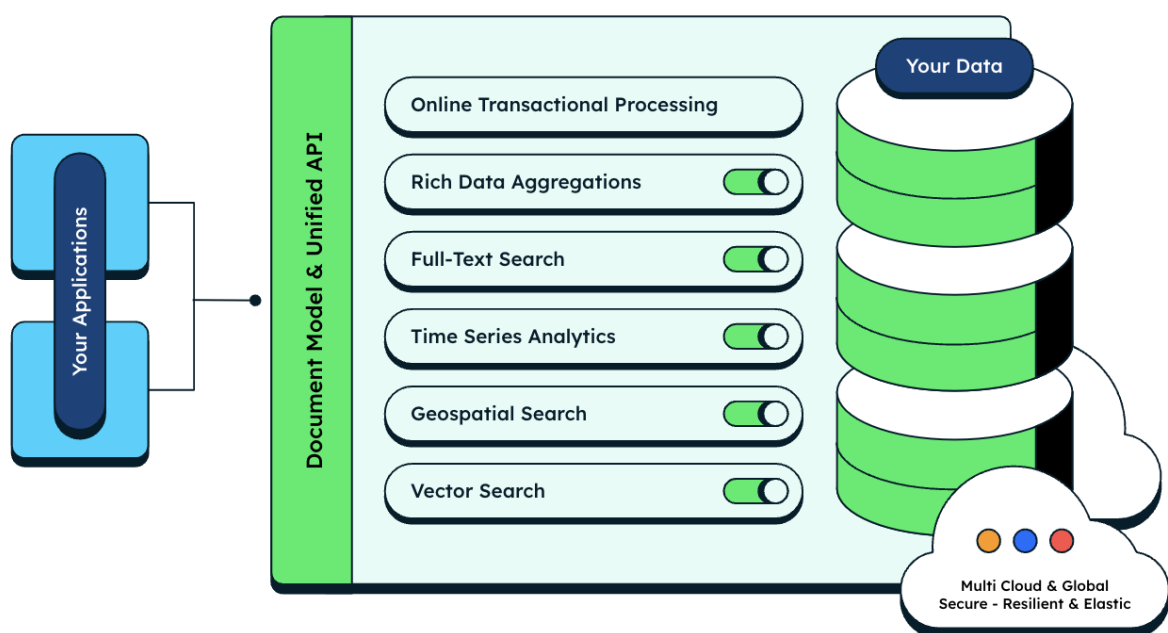 Your Applications
Document Model & Unified API
Online Transactional Processing
Rich Data Aggregations
Full-Text Search
Time Series Analytics
Geospatial Search
Vector Search
Your Data
Multi Cloud & Global
Secure - Resilient & Elastic